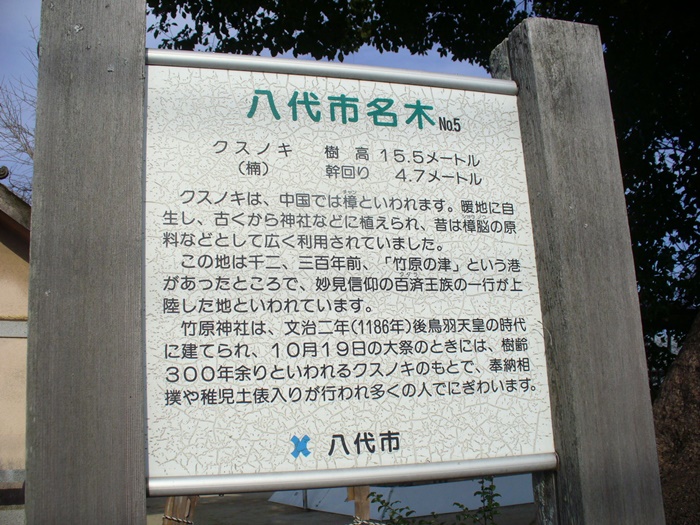 八代市名木 No.5
クスノキ 樹高 15.5メートル
(楠) 幹回り 4.7メートル
クスノキは、中国では樟といわれます。暖地に自
生し、古くから神社などに植えられ、昔は樟脳の原
料などとして広く利用されていました。
この地は千二、三百年前、「竹原の津」という港
があったところで、妙見信仰の百済王族の一行が上
陸した地といわれています。
竹原神社は、文治二年(1186年)後鳥羽天皇の時代
に建てられ、10月19日の大祭のときには、樹齢
300年余りといわれるクスノキのもとで、奉納相
撲や稚児土俵入りが行われ多くの人でにぎわいます。
八代市